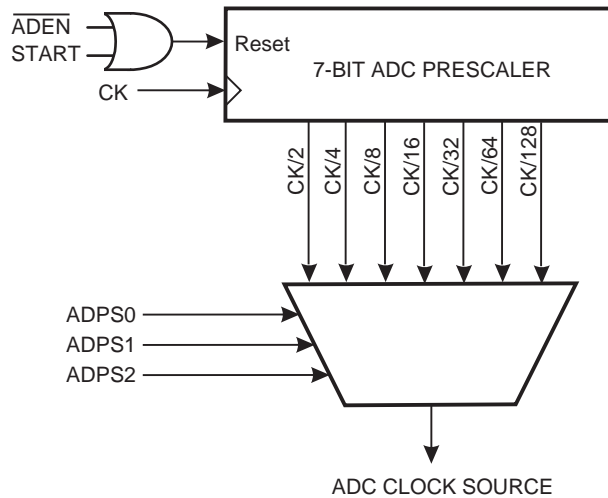 ADEN
START
Reset
7-BIT ADC PRESCALER
CK
CK/2
CK/4
CK/8
CK/16
CK/32
CK/64
CK/128
ADPS0
ADPS1
ADPS2
ADC CLOCK SOURCE